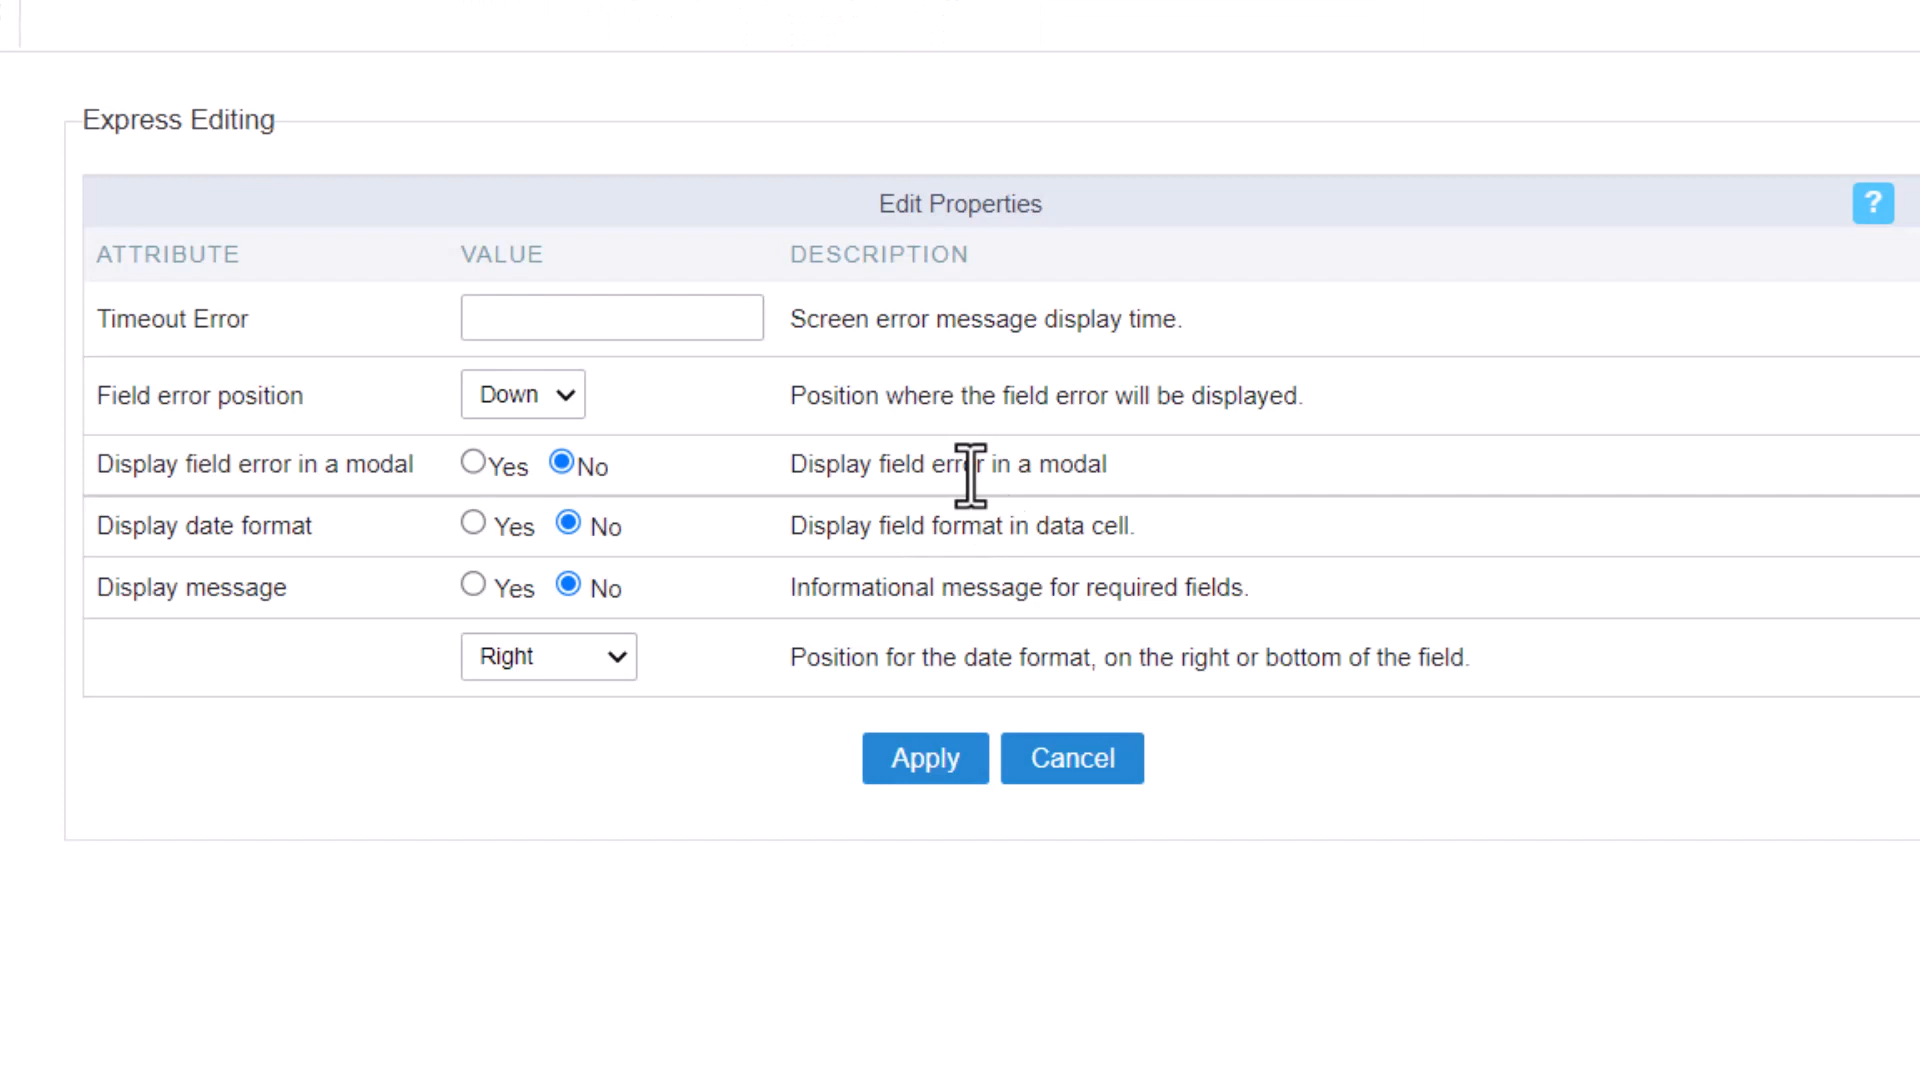 Express Editing
Edit Properties
?
ATTRIBUTE VALUE DESCRIPTION
Timeout Error Screen error message display time.
Field error position Down Position where the field error will be displayed.
Display field error in a modal Yes No Display field error in a modal
Display date format Yes No Display field format in data cell.
Display message Yes No Informational message for required fields.
Right Position for the date format, on the right or bottom of the field.
Apply Cancel